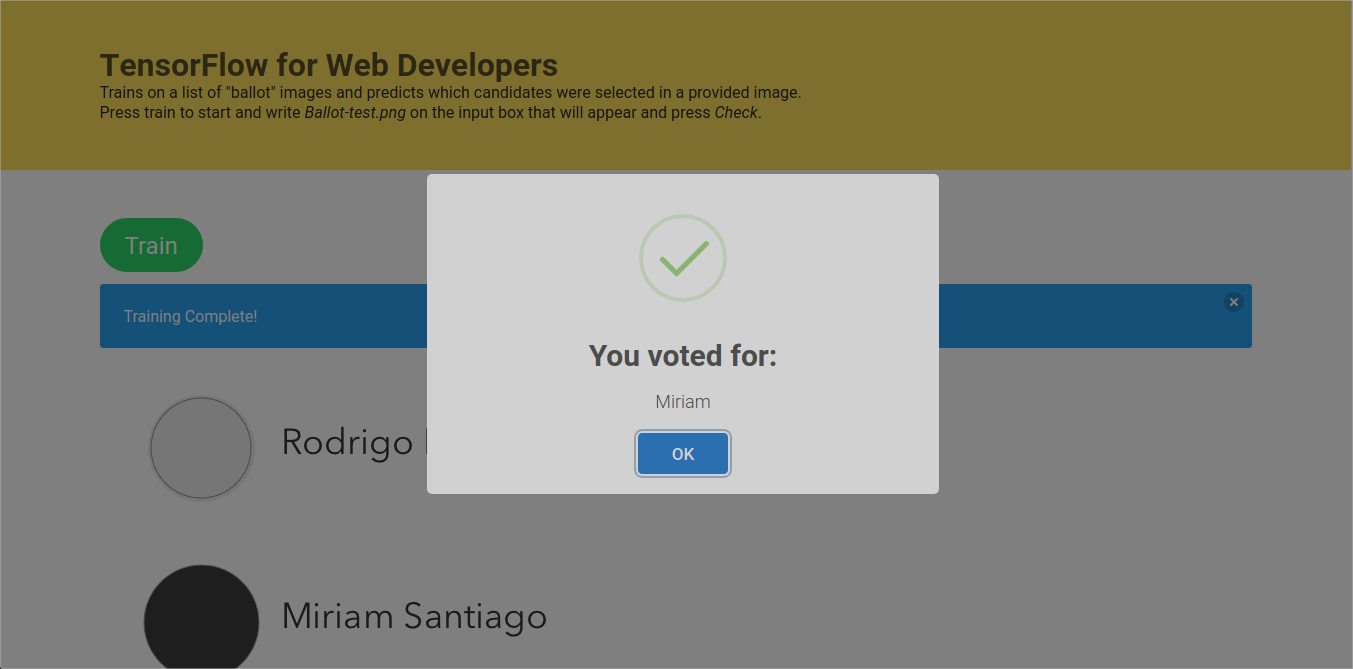 TensorFlow for Web Developers
Trains on a list of "ballot" images and predicts which candidates were selected in a provided image.
Press train to start and write Ballot-test.png on the input box that will appear and press Check.
Train
Training Complete!
You voted for:
Miriam
OK
Rodrigo
Miriam Santiago